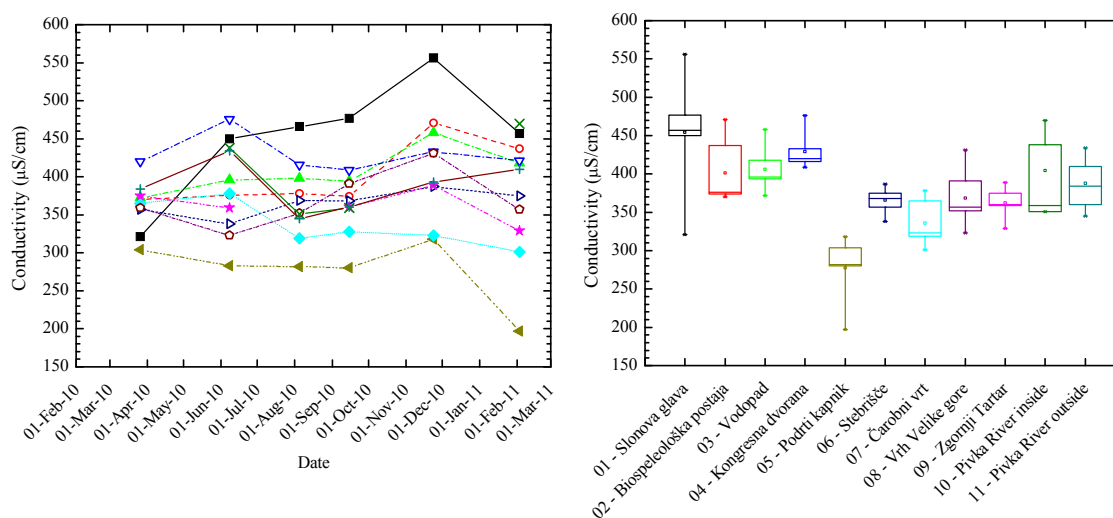 600
550
500
450
400
350
300
250
200
150
Conductivity (μS/cm)
01-Feb-10
01-Mar-10
01-Apr-10
01-May-10
01-Jun-10
01-Jul-10
01-Aug-10
01-Sep-10
01-Oct-10
01-Nov-10
01-Dec-10
01-Jan-11
01-Feb-11
01-Mar-11
Date
600
550
500
450
400
350
300
250
200
150
Conductivity (μS/cm)
01 - Slonova glava
02 - Biospeleološka postaja
03 - Vodopad
04 - Kongresna dvorana
05 - Podrti kapnik
06 - Stebrišče
07 - Čarobni vrt
08 - Vrh Velike gore
09 - Zgornji Tartar
10 - Pivka River inside
11 - Pivka River outside